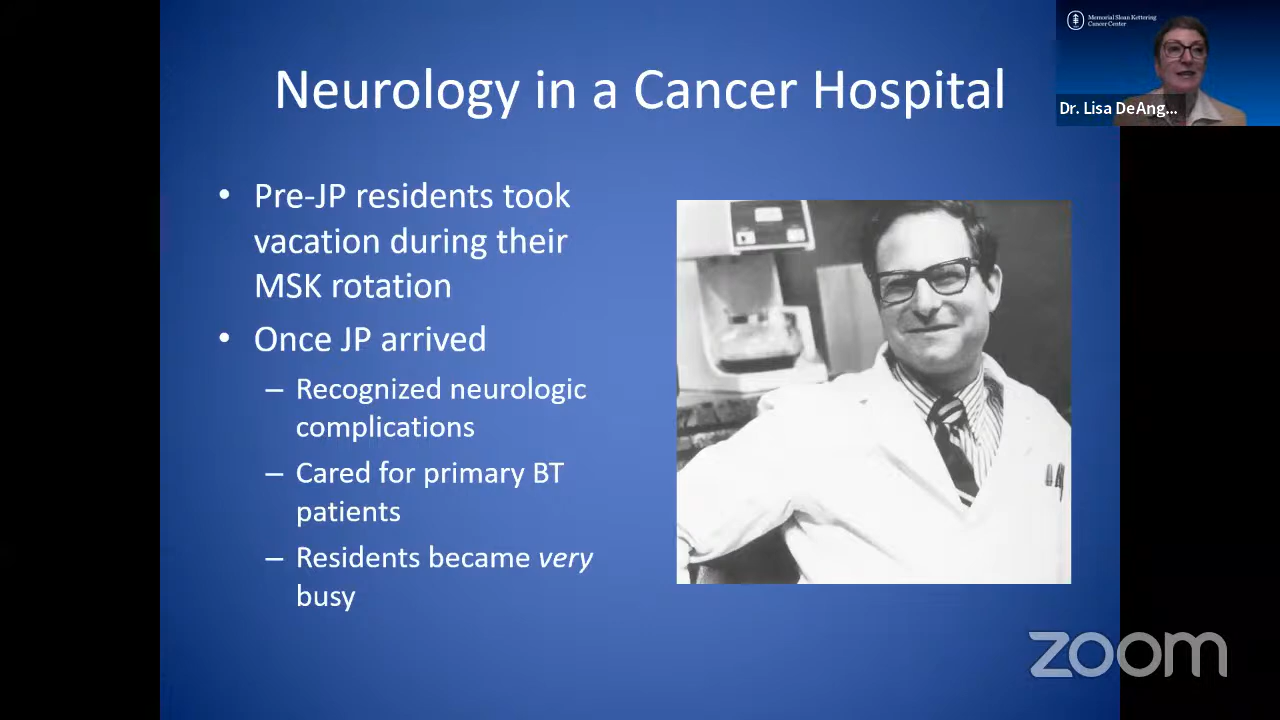 Memorial Sloan Kettering
Cancer Center
Neurology in a Cancer Hospital
Dr. Lisa DeAng...
• Pre-JP residents took
vacation during their
MSK rotation
• Once JP arrived
– Recognized neurologic
complications
– Cared for primary BT
patients
– Residents became very
busy
zoom